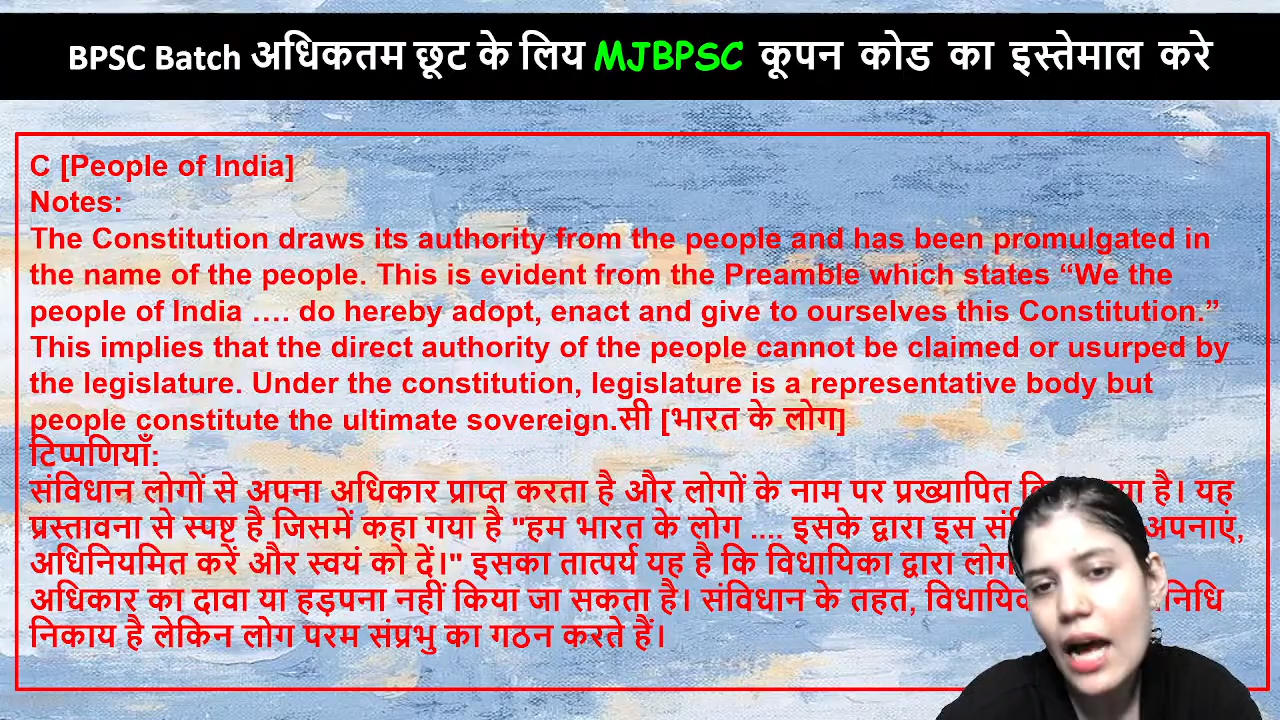 BPSC Batch अधिकतम छूट के लिय MJBPSC कूपन कोड का इस्तेमाल करे
C [People of India]
Notes:
The Constitution draws its authority from the people and has been promulgated in
the name of the people. This is evident from the Preamble which states “We the
people of India …. do hereby adopt, enact and give to ourselves this Constitution.”
This implies that the direct authority of the people cannot be claimed or usurped by
the legislature. Under the constitution, legislature is a representative body but
people constitute the ultimate sovereign.सी [भारत के लोग]
टिप्पणियाँ:
संविधान लोगों से अपना अधिकार प्राप्त करता है और लोगों के नाम पर प्रख्यापित है। यह
प्रस्तावना से स्पष्ट है जिसमें कहा गया है "हम भारत के लोग .... इसके द्वारा इस अपनाएं,
अधिनियमित करें और स्वयं को दें।" इसका तात्पर्य यह है कि विधायिका द्वारा
अधिकार का दावा या हड़पना नहीं किया जा सकता है। संविधान के तहत,
निकाय है लेकिन लोग परम संप्रभु का गठन करते हैं।